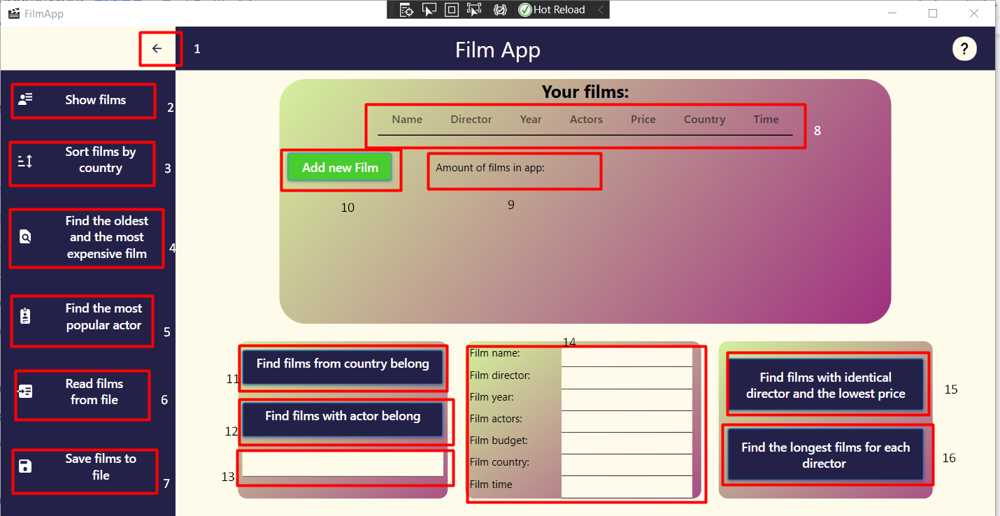 FilmApp
Hot Reload
1
Film App
?
Show films
2
Sort films by
country
3
Find the oldest
and the most
expensive film
4
Find the most
popular actor
5
Read films
from file
6
Save films to
file
7
Your films:
Name Director Year Actors Price Country Time
8
Add new Film
Amount of films in app:
10
9
Find films from country belong
11
Find films with actor belong
12
13
14
Film name:
Film director:
Film year:
Film actors:
Film budget:
Film country:
Film time
Find films with identical
director and the lowest price
15
Find the longest films for each
director
16